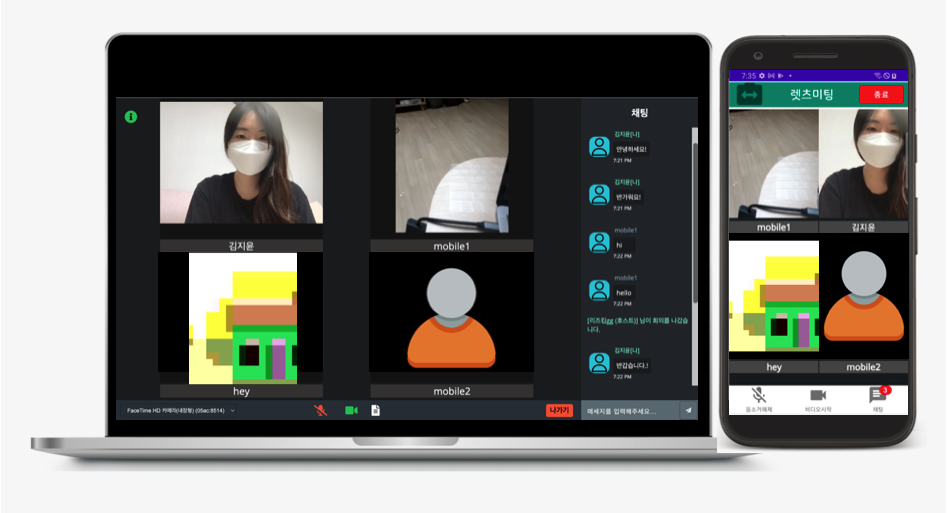 채팅
김지윤[나]
안녕하세요!
7:21 PM
김지윤[나]
반가워요!
7:21 PM
mobile1
hi
7:22 PM
mobile1
hello
7:22 PM
[리즈킴gg (호스트)] 님이 회의를 나갔습
니다.
김지윤[나]
반갑습니다.!
7:22 PM
김지윤
mobile1
hey
mobile2
FaceTime HD 카메라(내장형) (05ac:8514)
나가기
메세지를 입력해주세요...
7:35
렛츠미팅
종료
mobile1
김지윤
hey
mobile2
음소거해제
비디오시작
3
채팅